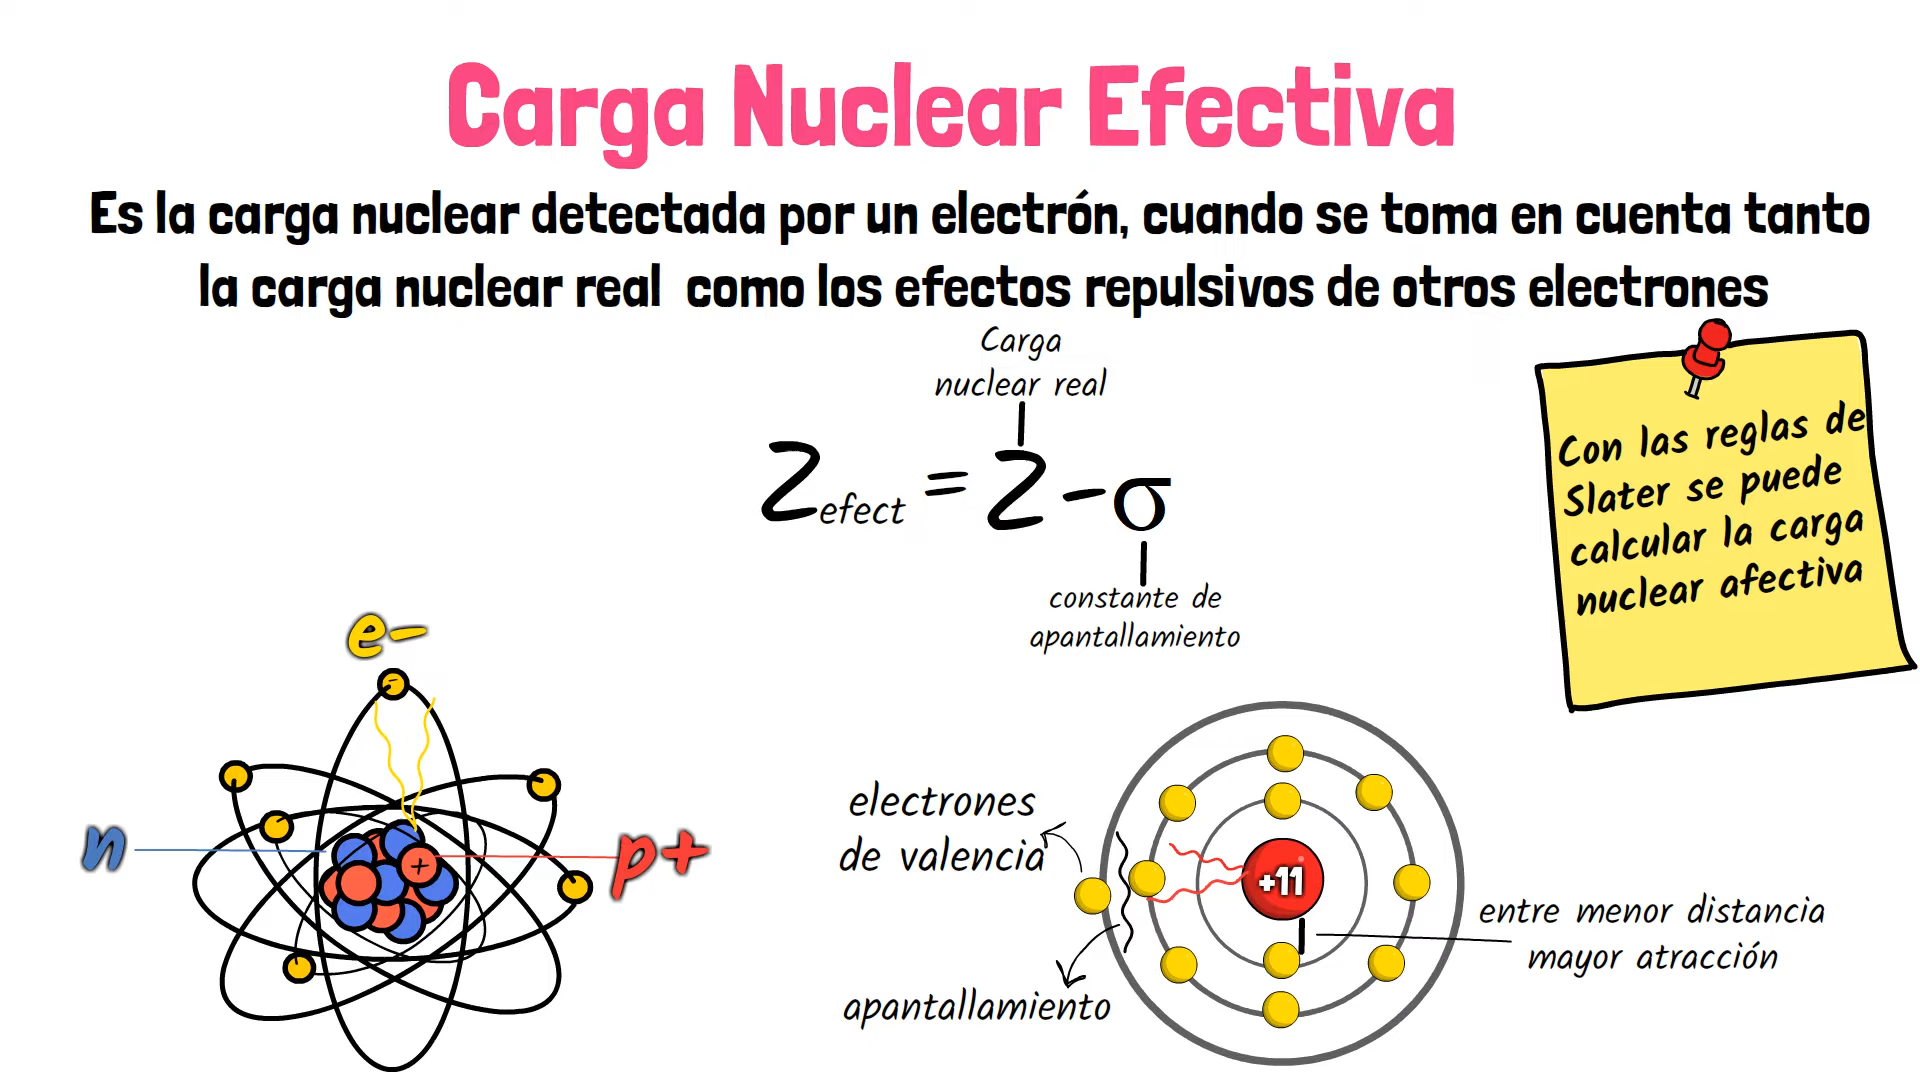 Carga Nuclear Efectiva
Es la carga nuclear detectada por un electrón, cuando se toma en cuenta tanto
la carga nuclear real como los efectos repulsivos de otros electrones
Carga
nuclear real
Zefect = Z - σ
constante de
apantallamiento
Con las reglas de
Slater se puede
calcular la carga
nuclear afectiva
e-
-
n
+
p+
electrones
de valencia
+11
entre menor distancia
mayor atracción
apantallamiento